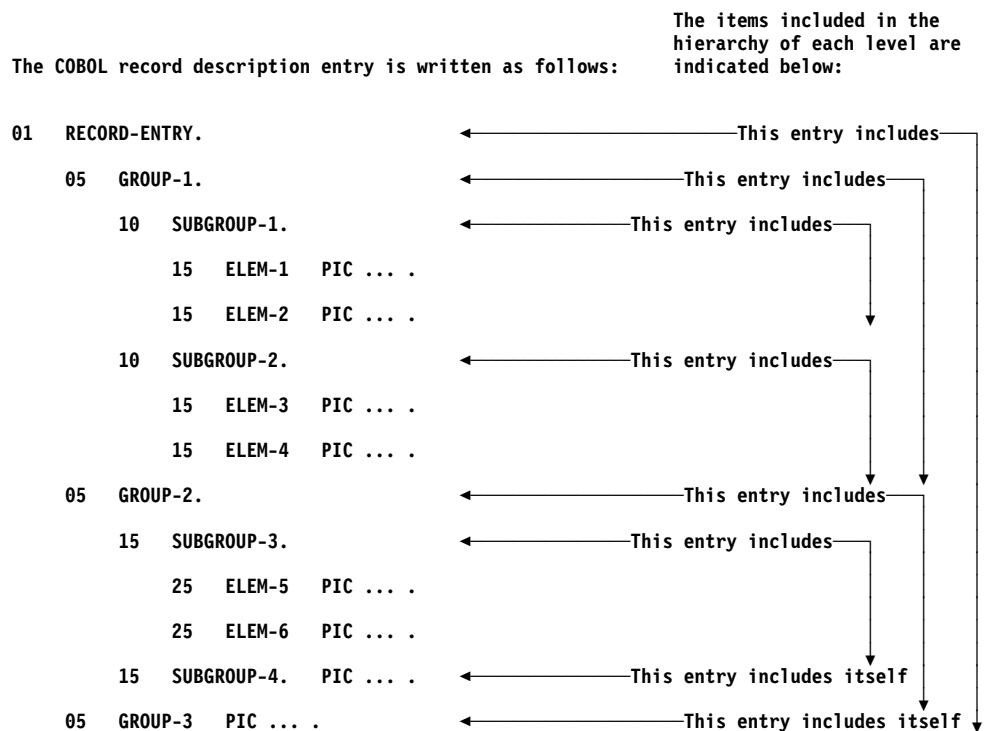 The items included in the
hierarchy of each level are
The COBOL record description entry is written as follows: indicated below:
01 RECORD-ENTRY. This entry includes
05 GROUP-1. This entry includes
10 SUBGROUP-1. This entry includes
15 ELEM-1 PIC ... .
15 ELEM-2 PIC ... .
10 SUBGROUP-2. This entry includes
15 ELEM-3 PIC ... .
15 ELEM-4 PIC ... .
05 GROUP-2. This entry includes
15 SUBGROUP-3. This entry includes
25 ELEM-5 PIC ... .
25 ELEM-6 PIC ... .
15 SUBGROUP-4. PIC ... . This entry includes itself
05 GROUP-3 PIC ... . This entry includes itself